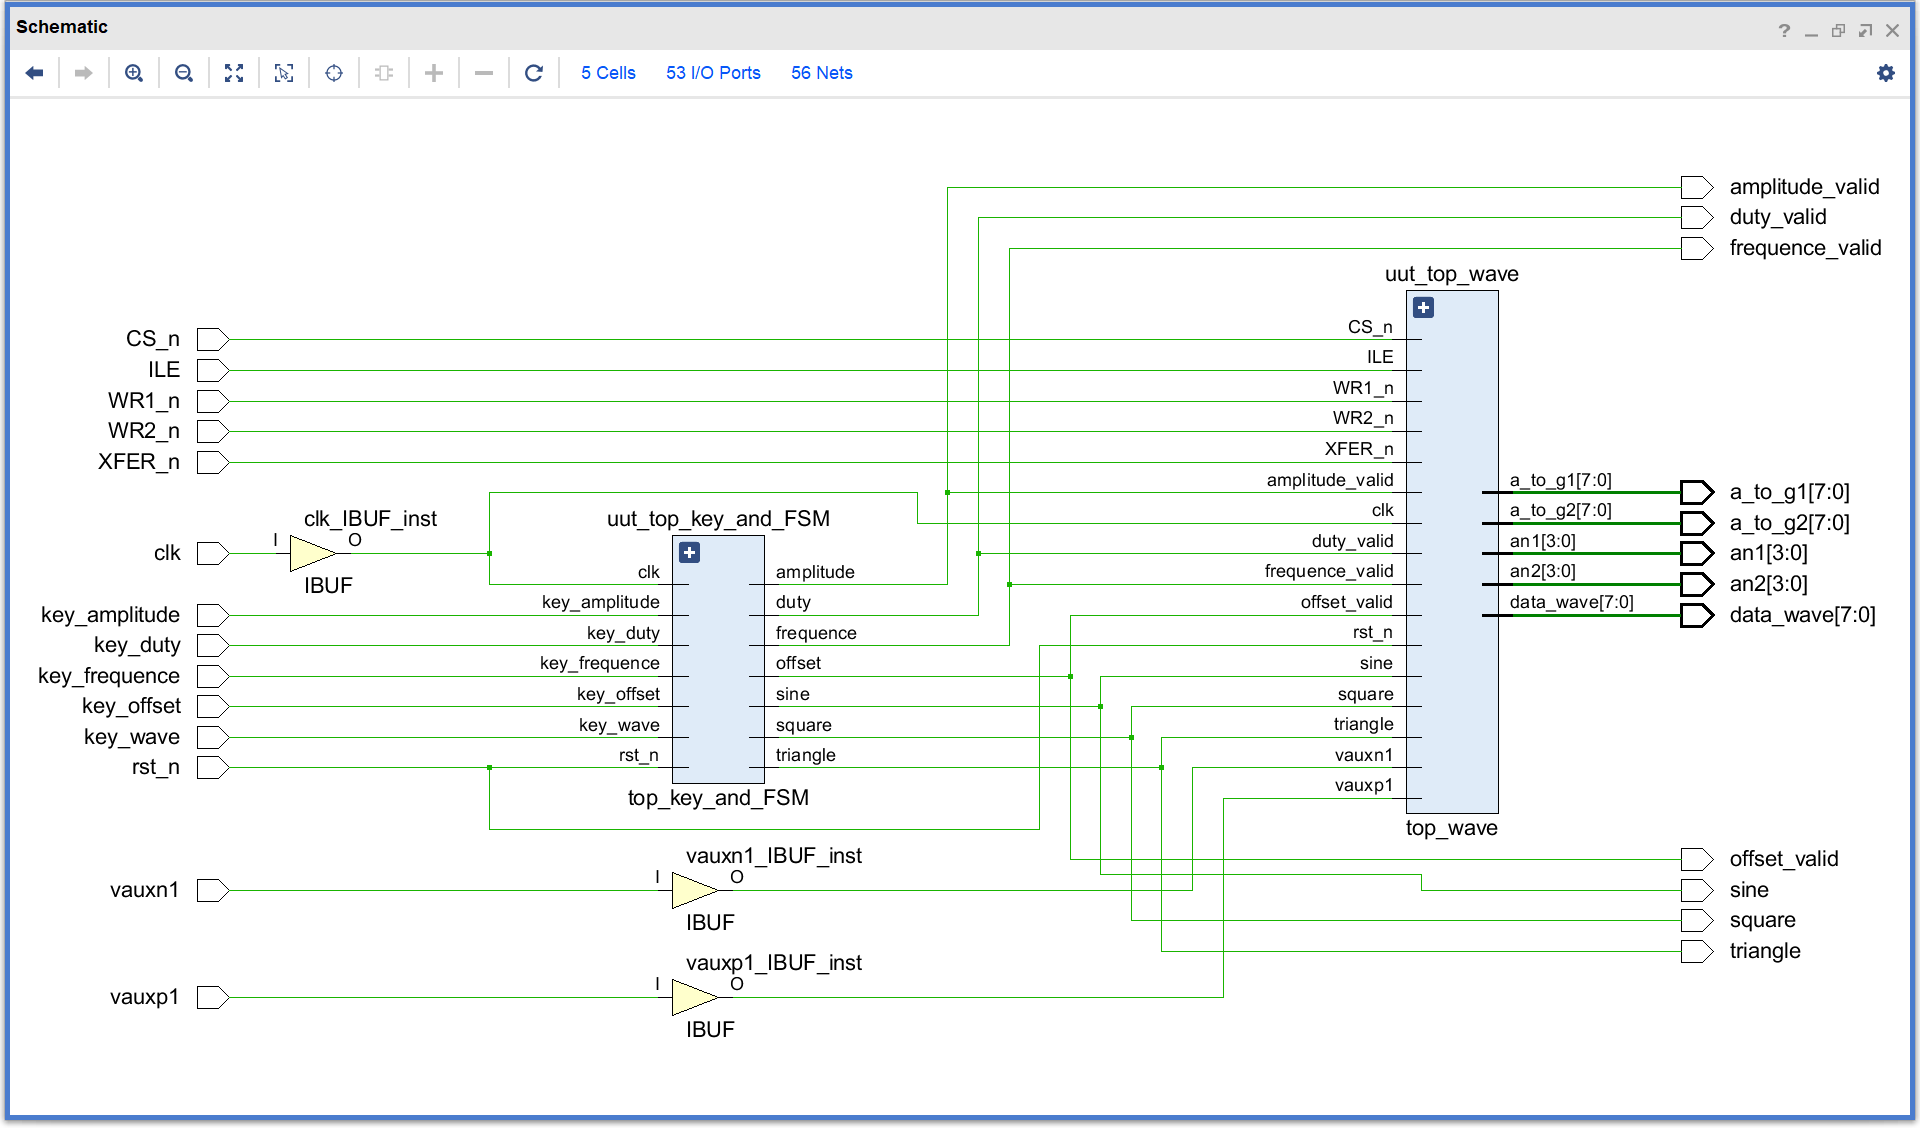 Schematic
5 Cells 53 I/O Ports 56 Nets
amplitude_valid
duty_valid
frequence_valid
CS_n
ILE
WR1_n
WR2_n
XFER_n
clk
key_amplitude
key_duty
key_frequence
key_offset
key_wave
rst_n
vauxn1
vauxp1
clk_IBUF_inst
I O
IBUF
uut_top_key_and_FSM
clk
key_amplitude
key_duty
key_frequence
key_offset
key_wave
rst_n
amplitude
duty
frequence
offset
sine
square
triangle
top_key_and_FSM
vauxn1_IBUF_inst
I O
IBUF
vauxp1_IBUF_inst
I O
IBUF
uut_top_wave
CS_n
ILE
WR1_n
WR2_n
XFER_n
amplitude_valid
clk
duty_valid
frequence_valid
offset_valid
rst_n
sine
square
triangle
vauxn1
vauxp1
a_to_g1[7:0]
a_to_g2[7:0]
an1[3:0]
an2[3:0]
data_wave[7:0]
top_wave
a_to_g1[7:0]
a_to_g2[7:0]
an1[3:0]
an2[3:0]
data_wave[7:0]
offset_valid
sine
square
triangle